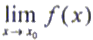 lim f(x)
x→x₀